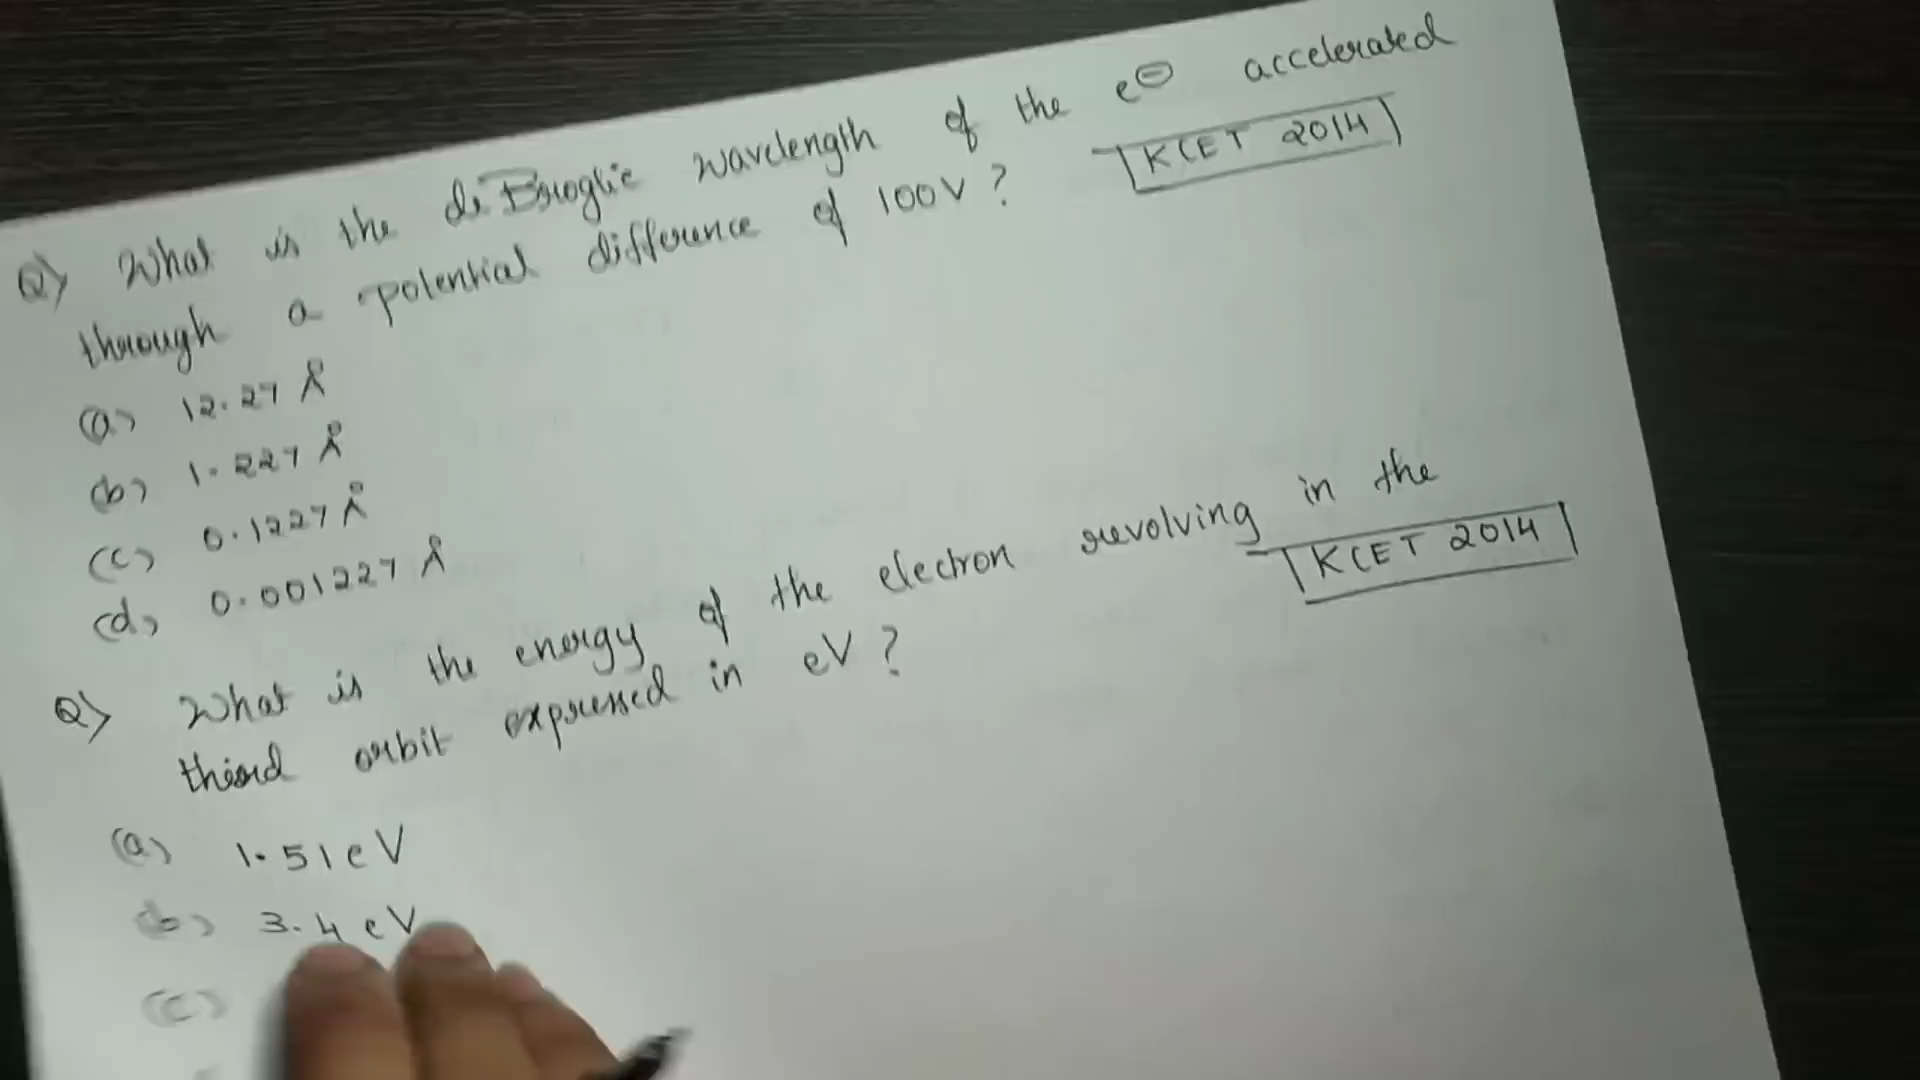 Q) What is the deBroglie wavelength of the e⊖ accelerated
through a potential difference of 100V? KCET 2014
(a) 12.27 Å
(b) 1.227 Å
(c) 0.1227 Å
(d) 0.001227 Å
Q) What is the energy of the electron revolving in the
third orbit expressed in eV? KCET 2014
(a) 1.51 eV
(b) 3.4 eV
(c)